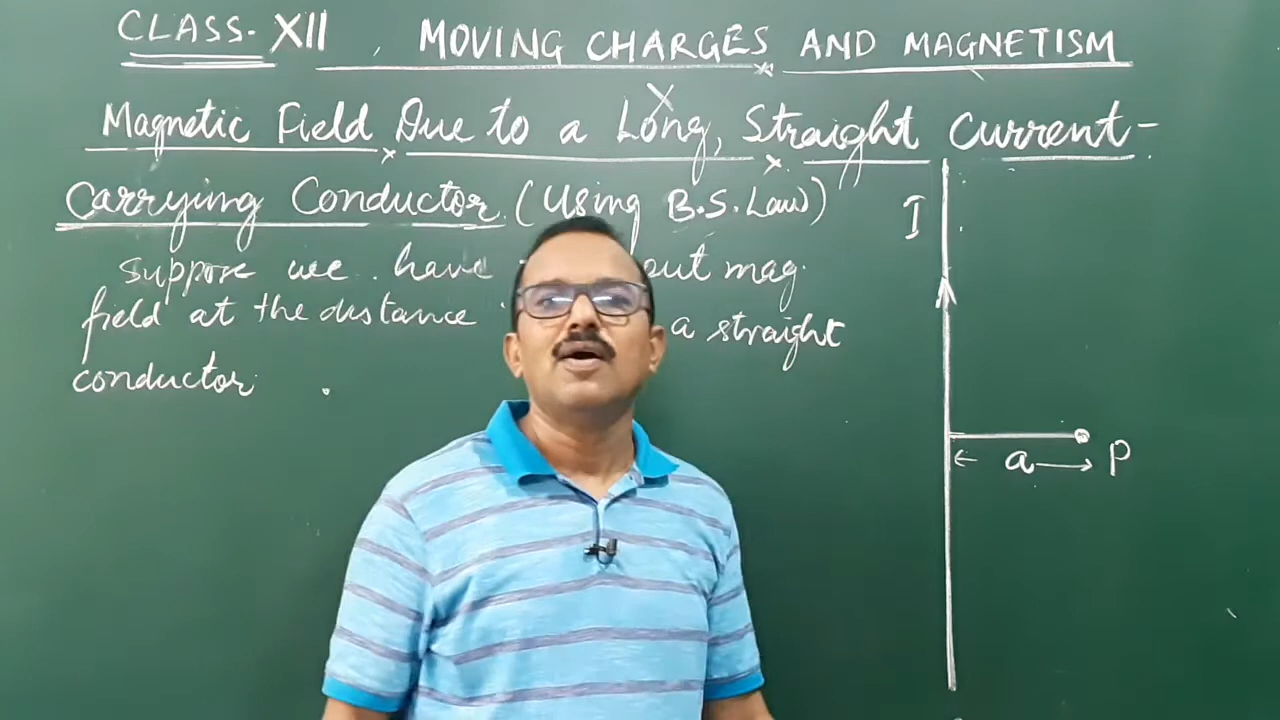 CLASS-XII, MOVING CHARGES AND MAGNETISM
Magnetic Field Due to a Long, Straight Current-
Carrying Conductor (Using B.S. Law)
I
Suppose we have out mag.
field at the distance a straight
conductor.
a P